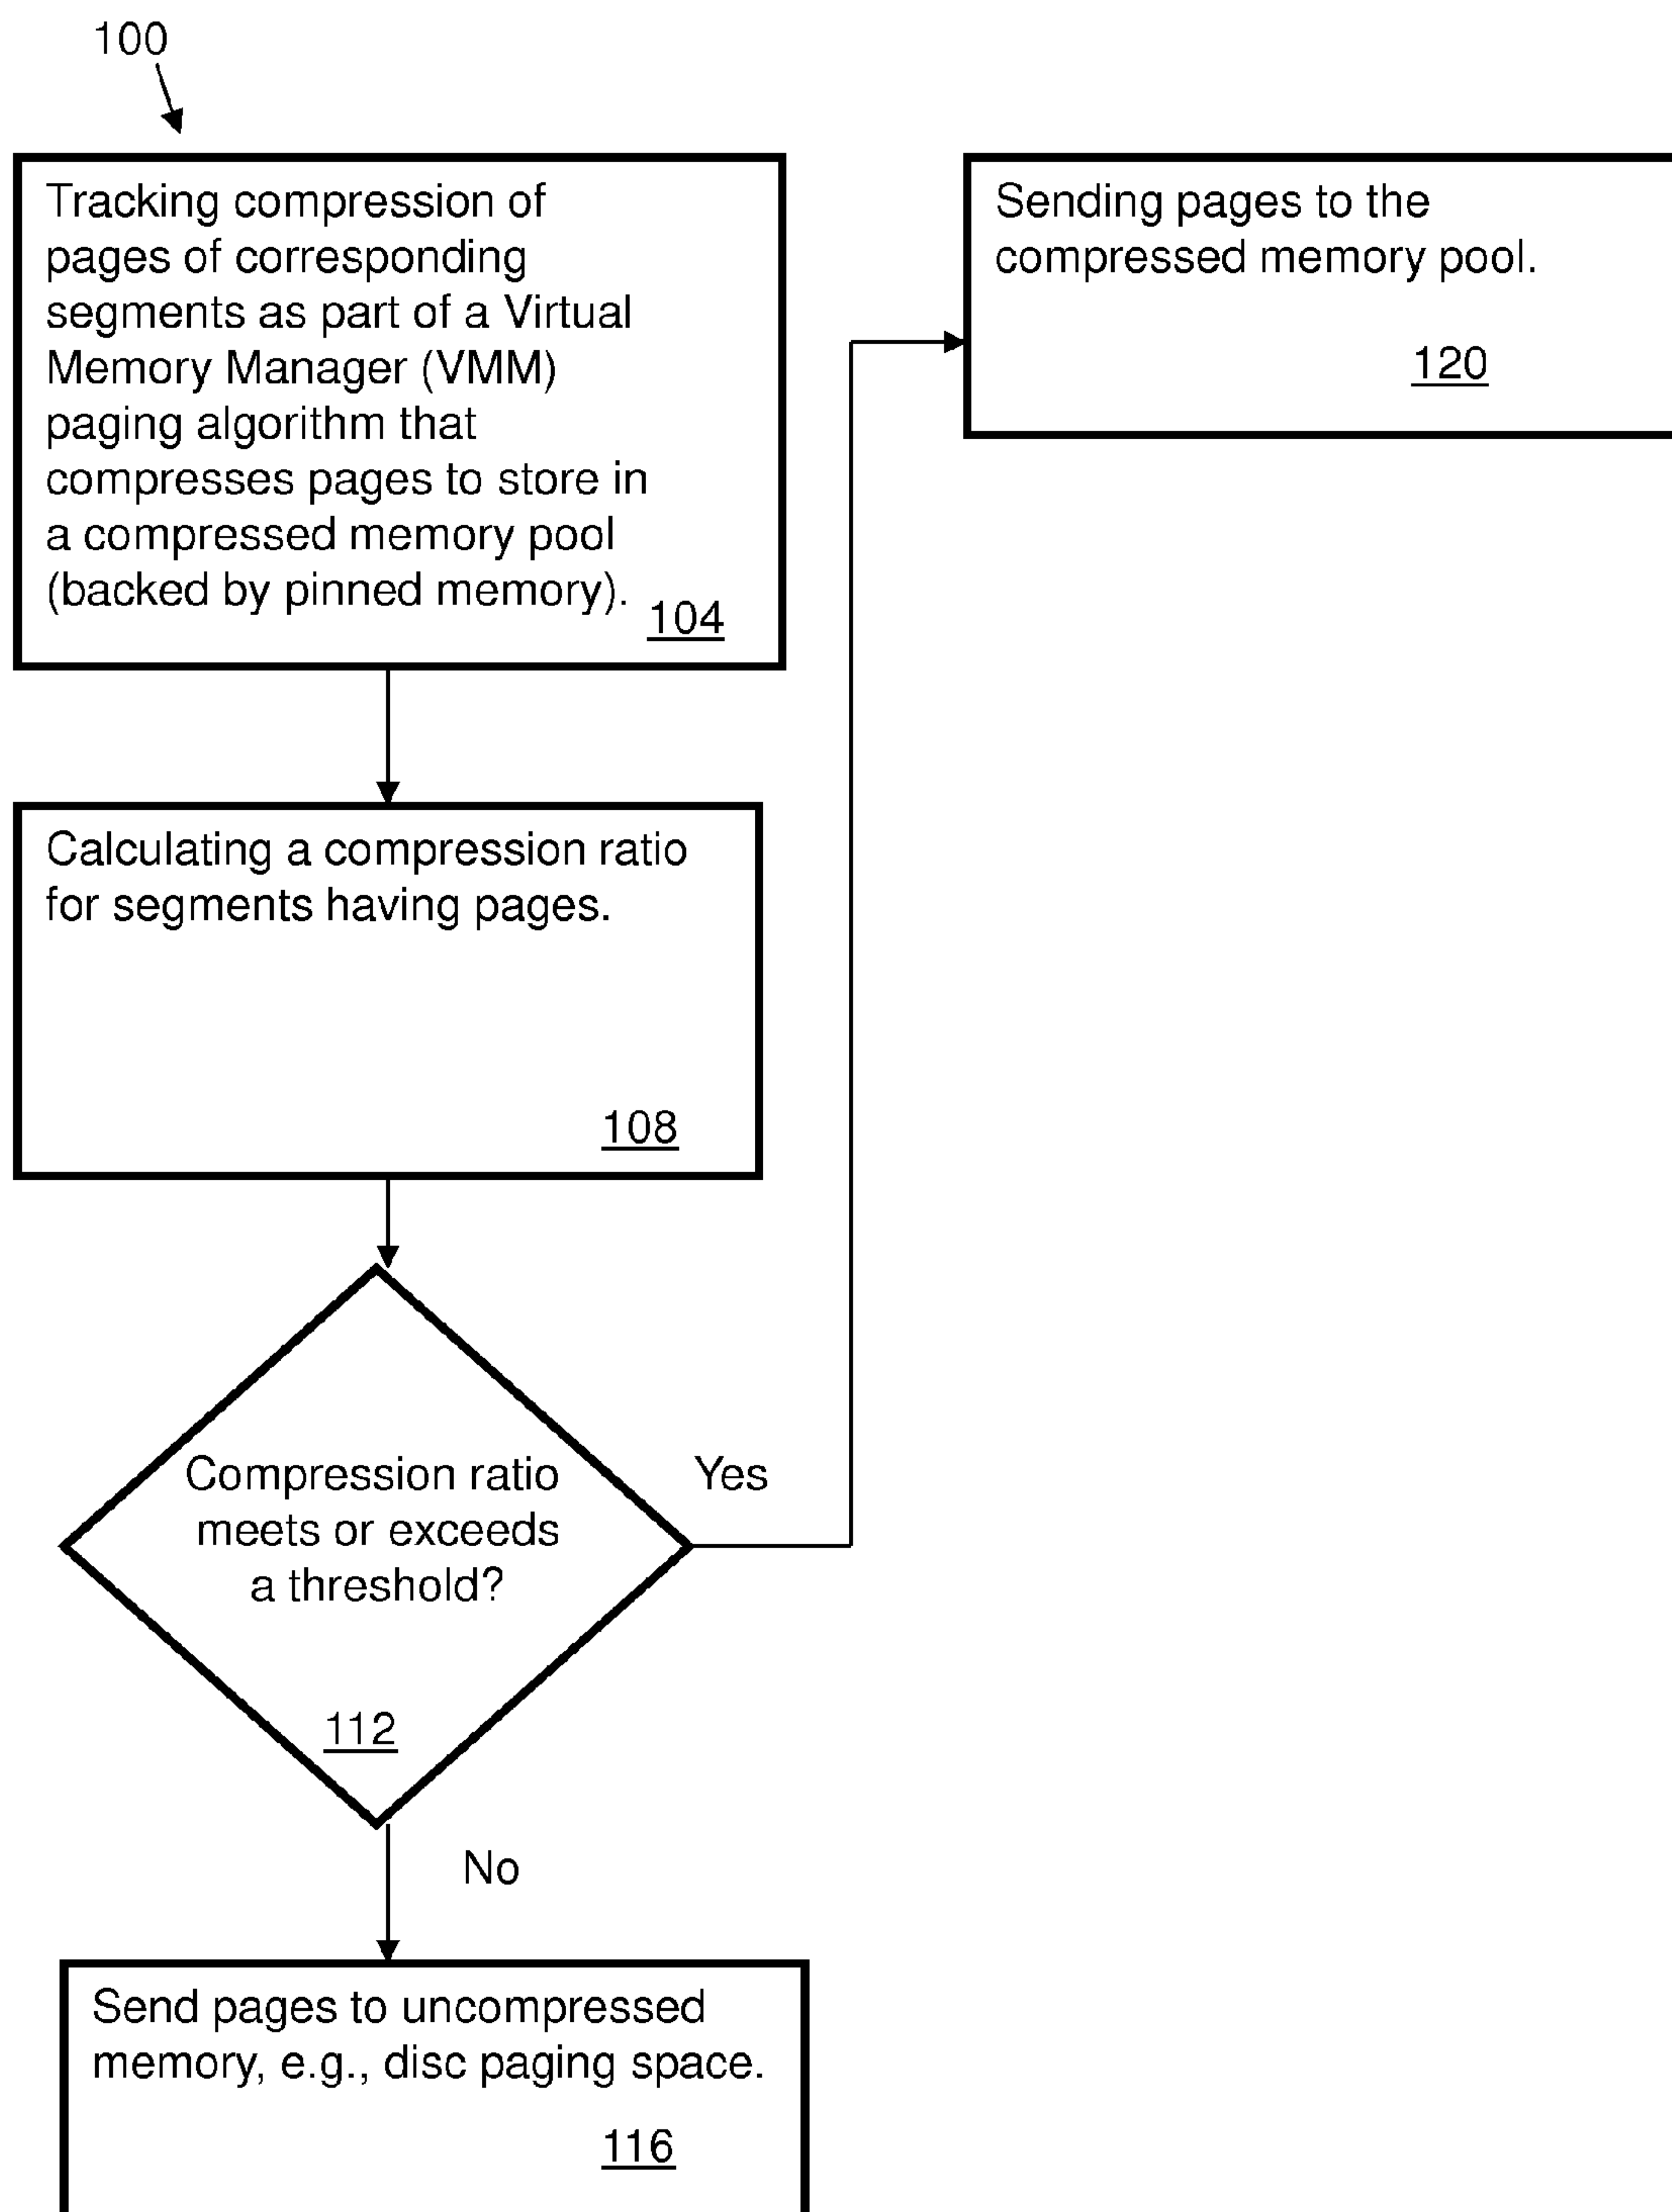 100
Tracking compression of
pages of corresponding
segments as part of a Virtual
Memory Manager (VMM)
paging algorithm that
compresses pages to store in
a compressed memory pool
(backed by pinned memory).
104
Calculating a compression ratio
for segments having pages.
108
Compression ratio
meets or exceeds
a threshold?
112
Yes
No
Send pages to uncompressed
memory, e.g., disc paging space.
116
Sending pages to the
compressed memory pool.
120